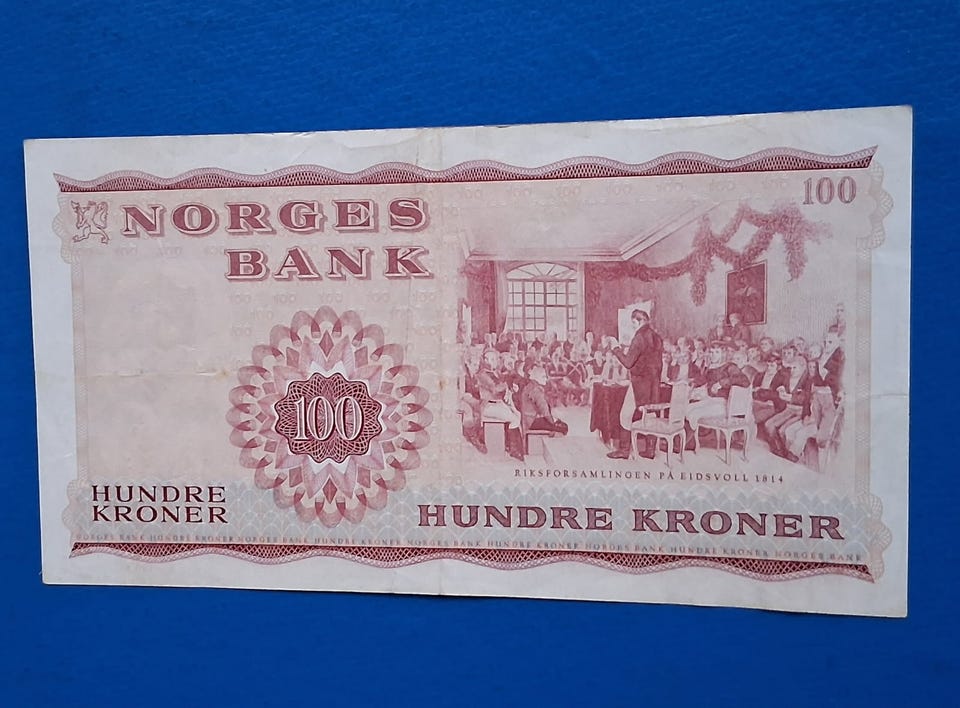 NORGES
BANK
100
100
RIKSFORSAMLINGEN PÅ EIDSVOLL 1814
HUNDRE
KRONER
HUNDRE KRONER
NORGES BANK HUNDRE KRONER NORGES BANK HUNDRE KRONER NORGES BANK HUNDRE KRONER NORGES BANK HUNDRE KRONER NORGES BANK